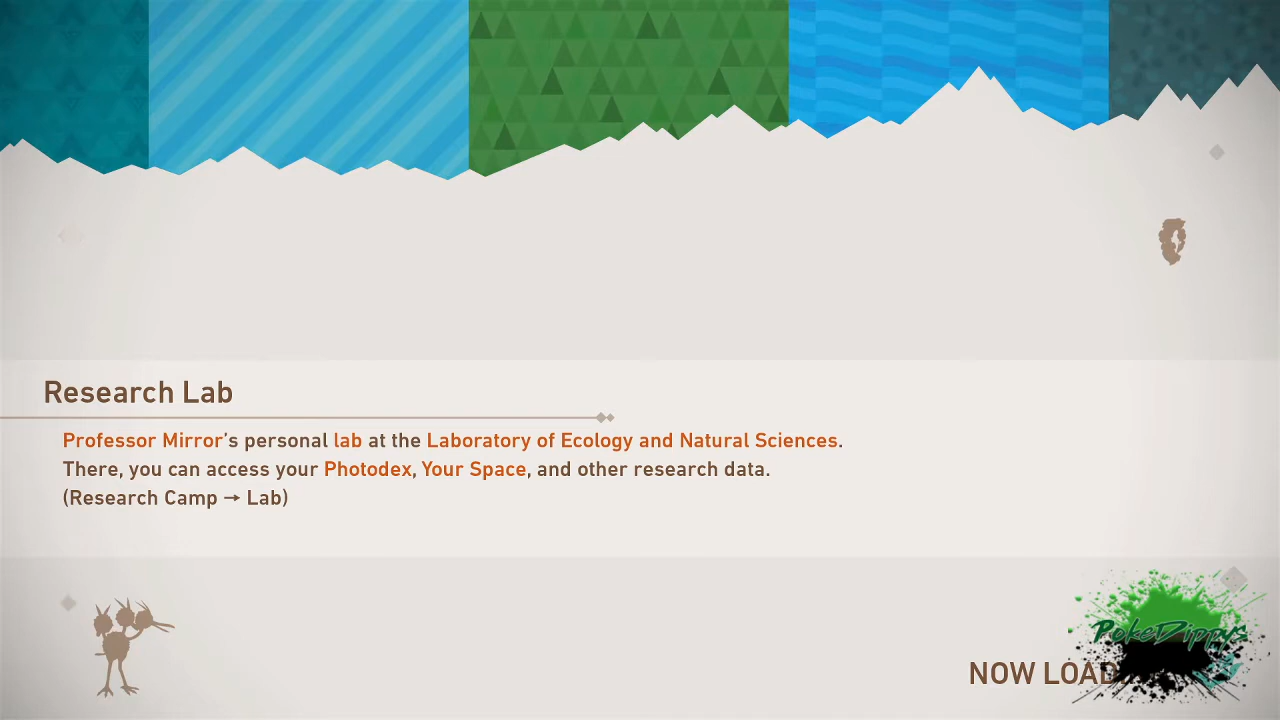 Research Lab
Professor Mirror's personal lab at the Laboratory of Ecology and Natural Sciences.
There, you can access your Photodex, Your Space, and other research data.
(Research Camp → Lab)
PokeDippys
NOW LOAD